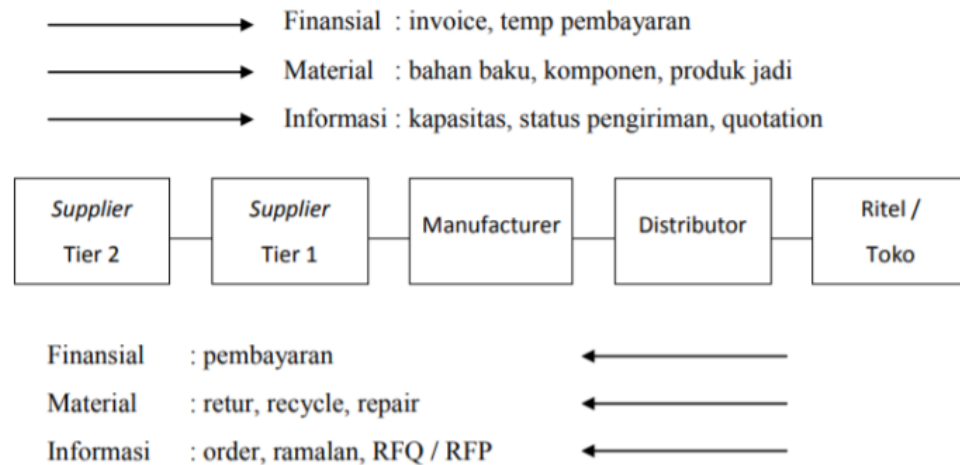 Finansial : invoice, temp pembayaran
Material : bahan baku, komponen, produk jadi
Informasi : kapasitas, status pengiriman, quotation
Supplier
Tier 2
Supplier
Tier 1
Manufacturer
Distributor
Ritel /
Toko
Finansial : pembayaran
Material : retur, recycle, repair
Informasi : order, ramalan, RFQ / RFP